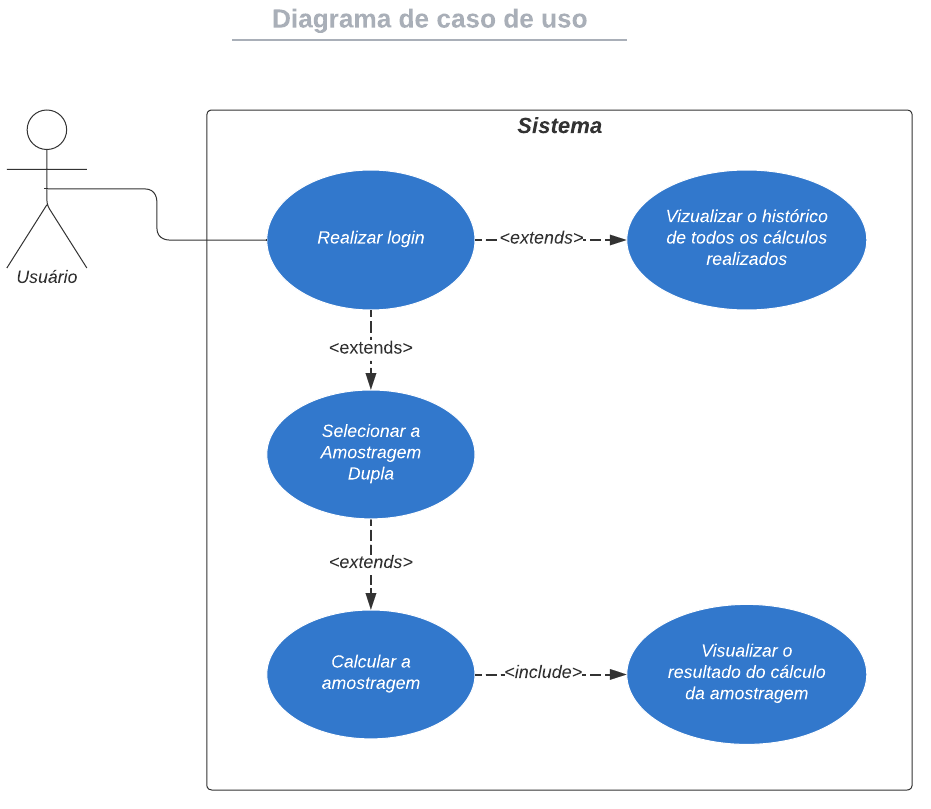 Diagrama de caso de uso
Sistema
Usuário
Realizar login
<extends>
Vizualizar o histórico
de todos os cálculos
realizados
<extends>
Selecionar a
Amostragem
Dupla
<extends>
Calcular a
amostragem
<include>
Visualizar o
resultado do cálculo
da amostragem